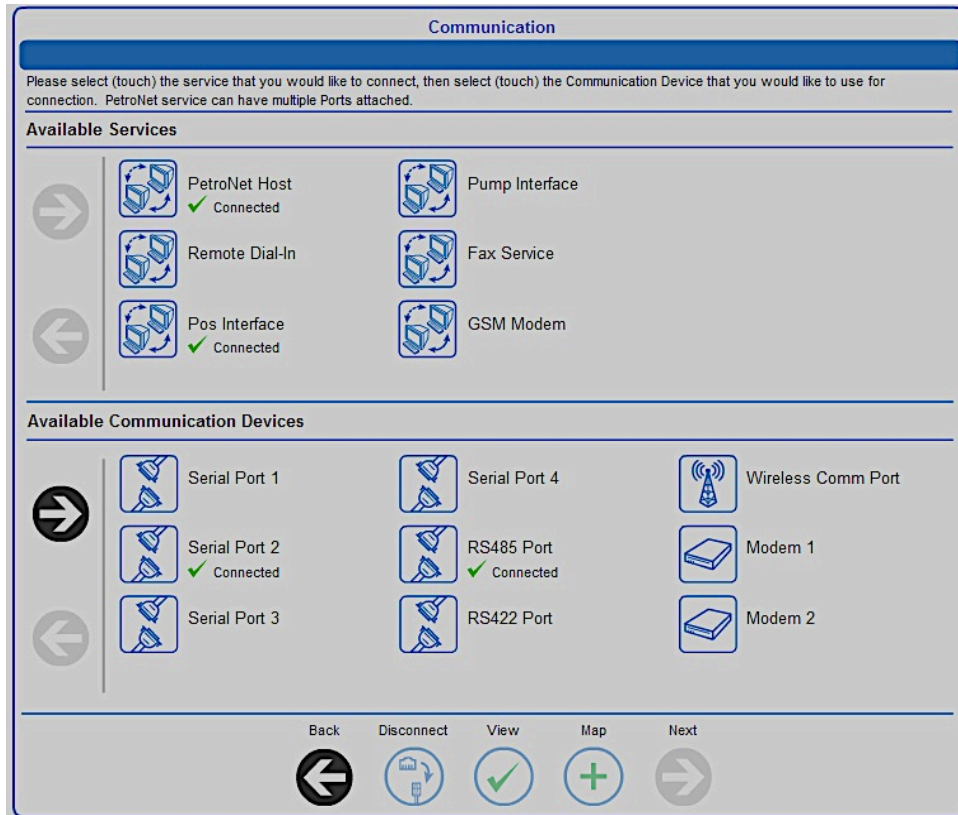 Communication
Please select (touch) the service that you would like to connect, then select (touch) the Communication Device that you would like to use for
connection. PetroNet service can have multiple Ports attached.
Available Services
PetroNet Host
Connected
Pump Interface
Remote Dial-In
Fax Service
Pos Interface
Connected
GSM Modem
Available Communication Devices
Serial Port 1
Serial Port 4
Wireless Comm Port
Serial Port 2
Connected
RS485 Port
Connected
Modem 1
Serial Port 3
RS422 Port
Modem 2
Back
Disconnect
View
Map
Next